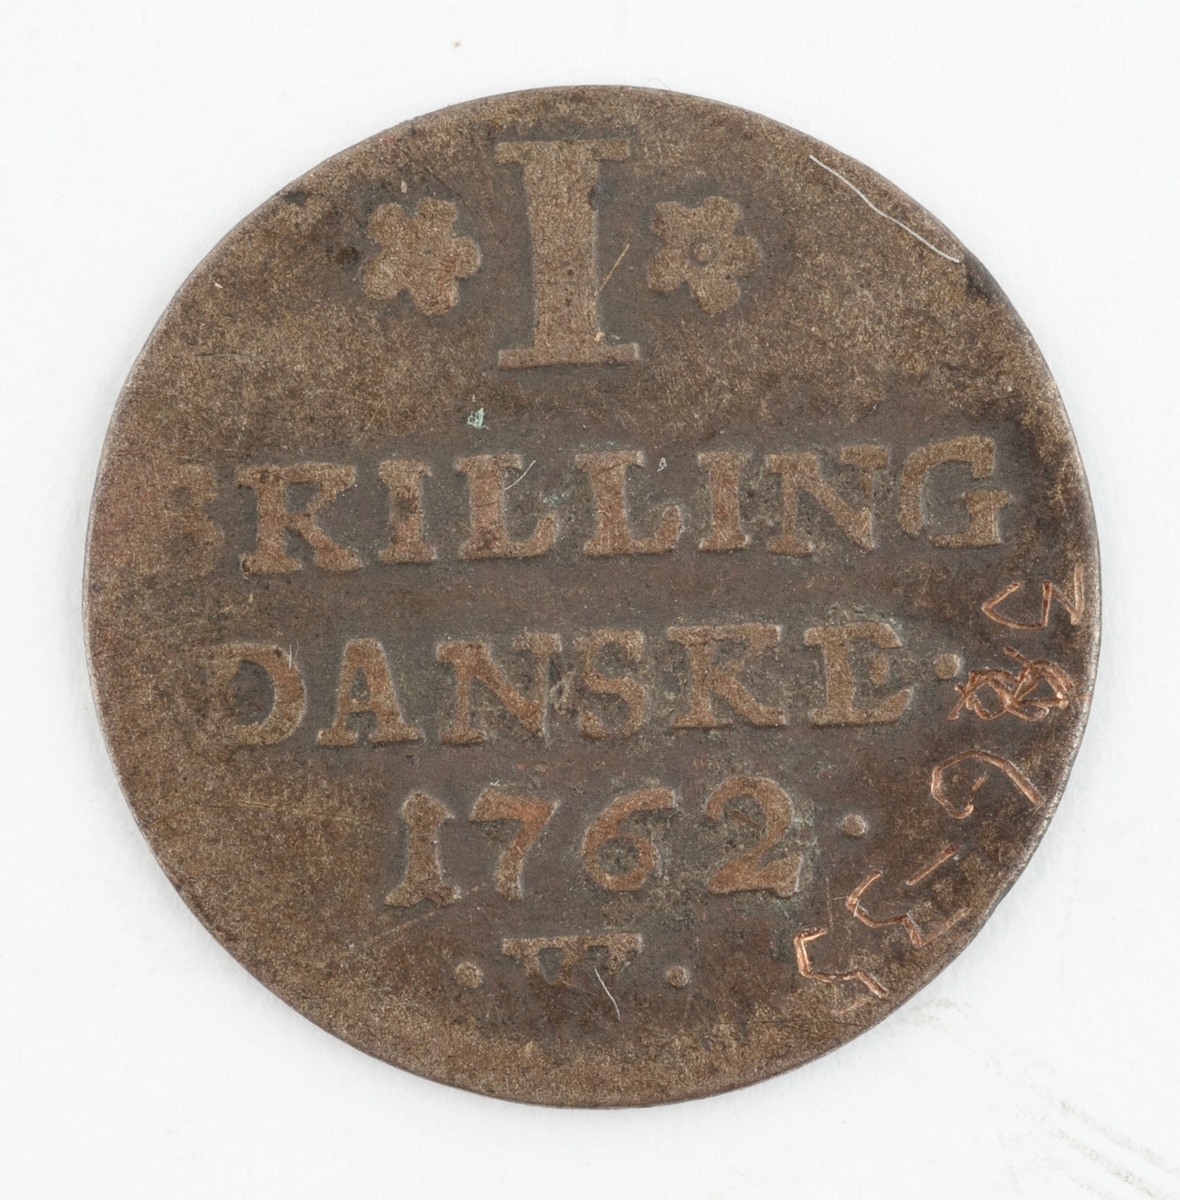 I
SKILLING
DANSKE·
1762·
·W·